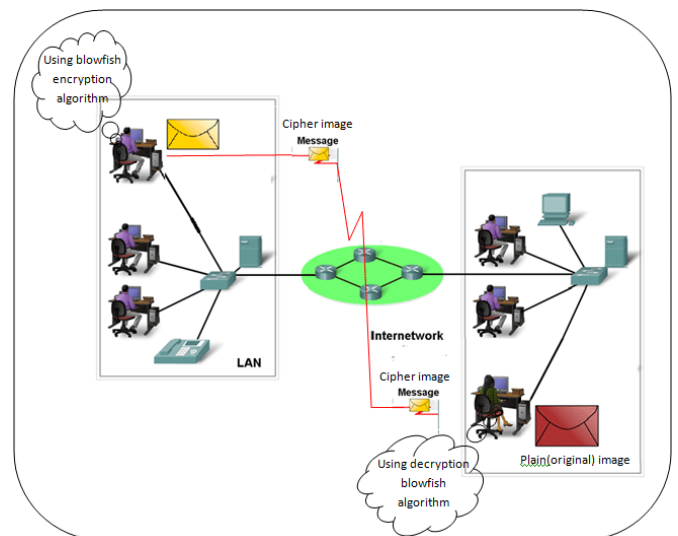 Using blowfish
encryption
algorithm
Cipher image
Message
LAN
Internetwork
Cipher image
Message
Using decryption
blowfish
algorithm
Plain(original) image